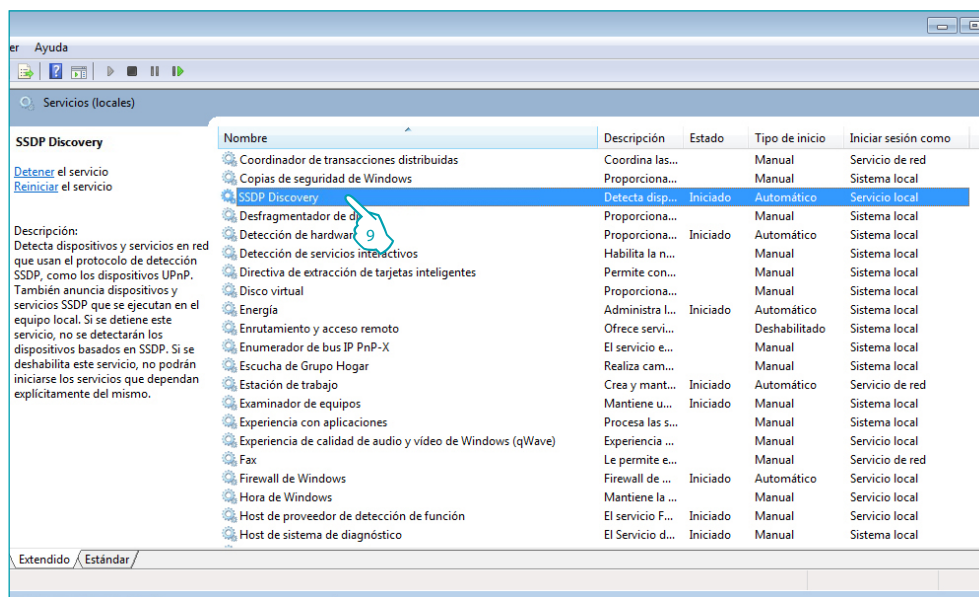 er Ayuda
Servicios (locales)
SSDP Discovery
Detener el servicio
Reiniciar el servicio
Descripción:
Detecta dispositivos y servicios en red
que usan el protocolo de detección
SSDP, como los dispositivos UPnP.
También anuncia dispositivos y
servicios SSDP que se ejecutan en el
equipo local. Si se detiene este
servicio, no se detectarán los
dispositivos basados en SSDP. Si se
deshabilita este servicio, no podrán
iniciarse los servicios que dependan
explícitamente del mismo.
Nombre Descripción Estado Tipo de inicio Iniciar sesión como
Coordinador de transacciones distribuidas Coordina las... Manual Servicio de red
Copias de seguridad de Windows Proporciona... Manual Sistema local
SSDP Discovery Detecta disp... Iniciado Automático Servicio local
Desfragmentador de d Proporciona... Manual Sistema local
Detección de hardwar Proporciona... Iniciado Automático Sistema local
9
Detección de servicios interactivos Habilita la n... Manual Sistema local
Directiva de extracción de tarjetas inteligentes Permite con... Manual Sistema local
Disco virtual Proporciona... Manual Sistema local
Energía Administra l... Iniciado Automático Sistema local
Enrutamiento y acceso remoto Ofrece servi... Deshabilitado Sistema local
Enumerador de bus IP PnP-X El servicio e... Manual Sistema local
Escucha de Grupo Hogar Realiza cam... Manual Sistema local
Estación de trabajo Crea y mant... Iniciado Automático Servicio de red
Examinador de equipos Mantiene u... Iniciado Manual Sistema local
Experiencia con aplicaciones Procesa las s... Manual Sistema local
Experiencia de calidad de audio y vídeo de Windows (qWave) Experiencia ... Manual Servicio local
Fax Le permite e... Manual Servicio de red
Firewall de Windows Firewall de ... Iniciado Automático Servicio local
Hora de Windows Mantiene la ... Manual Servicio local
Host de proveedor de detección de función El servicio F... Iniciado Manual Servicio local
Host de sistema de diagnóstico El Servicio d... Iniciado Manual Sistema local
Extendido Estándar